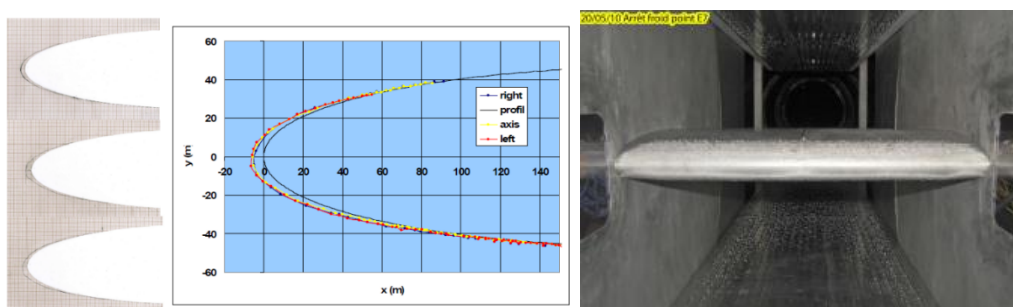 20/05/10 Arrêt froid point E7
60
40
20
0
-20
-40
-60
-20 0 20 40 60 80 100 120 140
y (m
x (m)
right
profil
axis
left